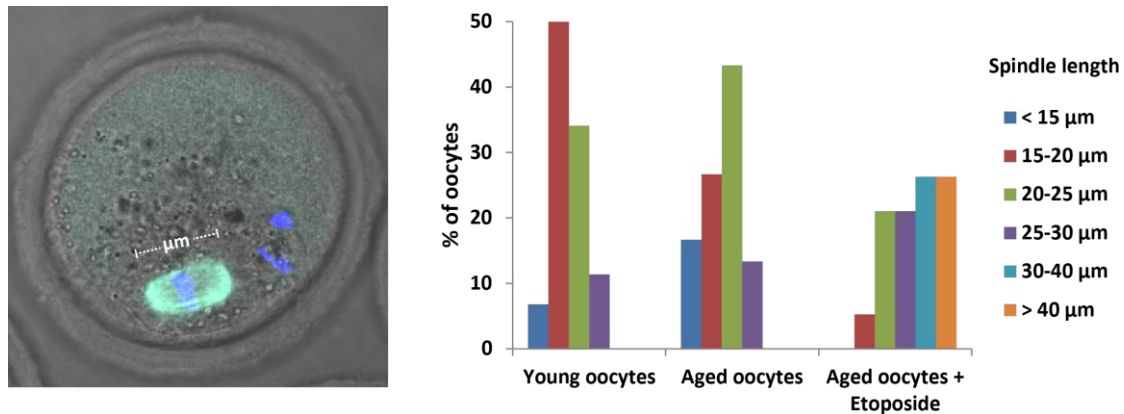 µm
50
40
30
20
10
0
% of oocytes
Young oocytes
Aged oocytes
Aged oocytes +
Etoposide
Spindle length
< 15 µm
15-20 µm
20-25 µm
25-30 µm
30-40 µm
> 40 µm